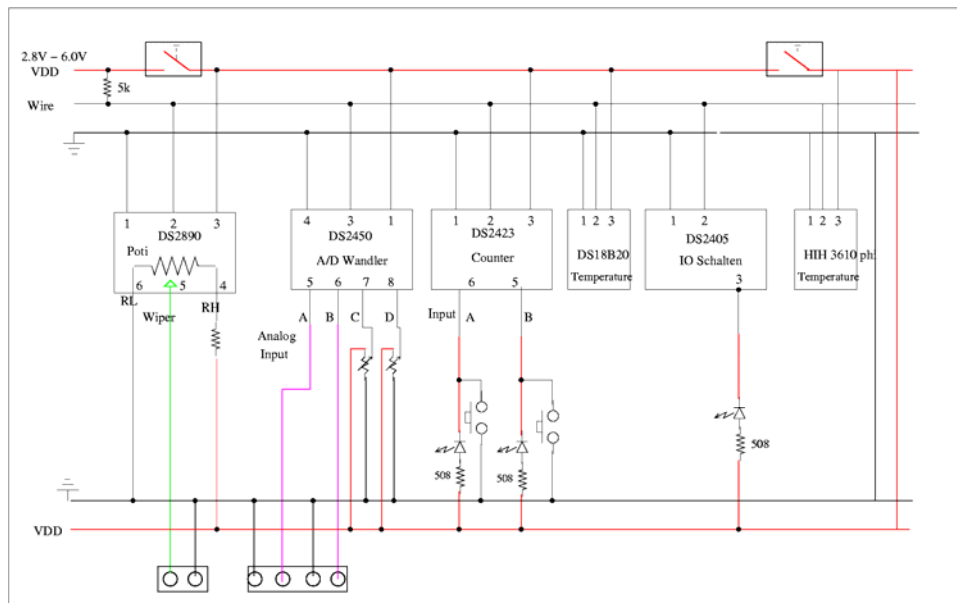 2.8V – 6.0V
VDD
5k
Wire
1 2 3
DS2890
Poti
6 5 4
RL
RH
Wiper
4 3 1
DS2450
A/D Wandler
5 6 7 8
A B C D
Analog
Input
1 2 3
DS2423
Counter
6 5
Input A B
508
508
1 2 3
DS18B20
Temperature
1 2
DS2405
IO Schalten
3
508
1 2 3
HIH 3610 phi
Temperature
VDD